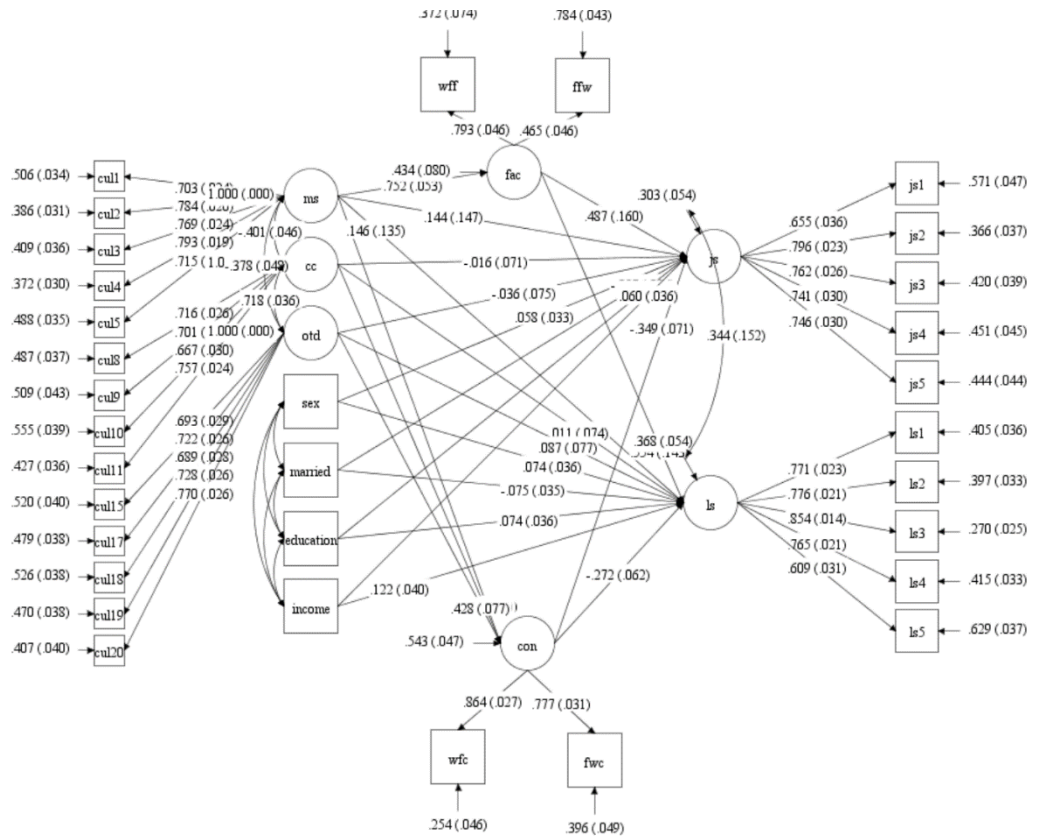 .784 (.043)
wff
ffw
.793 (.046)
.465 (.046)
.434 (.080)
.752 (.053)
fac
.506 (.034)
cul1
.386 (.031)
cul2
.409 (.036)
cul3
.372 (.030)
cul4
.488 (.035)
cul5
.487 (.037)
cul8
.509 (.043)
cul9
.555 (.039)
cul10
.427 (.036)
cul11
.520 (.040)
cul15
.479 (.038)
cul17
.526 (.038)
cul18
.470 (.038)
cul19
.407 (.040)
cul20
1.000 (.000)
.769 (.024)
.793 (.019)
-.401 (.046)
.718 (.036)
.716 (.026)
.701
1.000 (.000)
.667 (.030)
.757 (.024)
.693 (.029)
.722 (.026)
.689 (.028)
.728 (.026)
.770 (.026)
ms
cc
otd
sex
married
education
income
.144 (.147)
.146 (.135)
-.016 (.071)
-.036 (.075)
.058 (.033)
.060 (.036)
.487 (.160)
.303 (.054)
-.349 (.071)
.344 (.152)
js
.011 (.074)
.087 (.077)
.074 (.036)
-.075 (.035)
.074 (.036)
.122 (.040)
.368 (.054)
-.272 (.062)
ls
.428 (.077)
.543 (.047)
con
.864 (.027)
.777 (.031)
wfc
fwc
.254 (.046)
.396 (.049)
.655 (.036)
.796 (.023)
.762 (.026)
.741 (.030)
.746 (.030)
js1
.571 (.047)
js2
.366 (.037)
js3
.420 (.039)
js4
.451 (.045)
js5
.444 (.044)
.771 (.023)
.776 (.021)
.854 (.014)
.765 (.021)
.609 (.031)
ls1
.405 (.036)
ls2
.397 (.033)
ls3
.270 (.025)
ls4
.415 (.033)
ls5
.629 (.037)